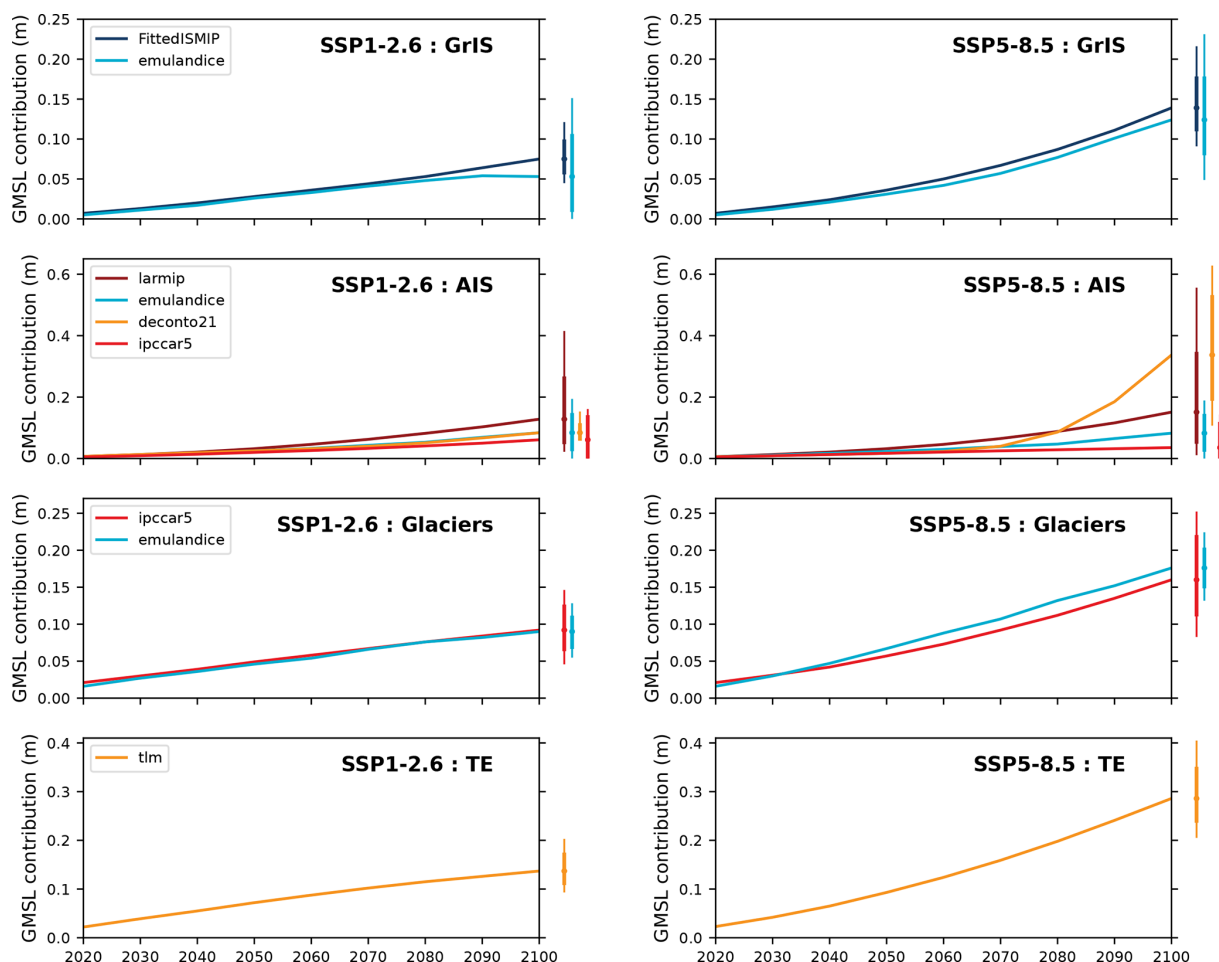 GMSL contribution (m)
0.25
0.20
0.15
0.10
0.05
0.00
FittedISMIP
emulandice
SSP1-2.6 : GrIS
GMSL contribution (m)
0.25
0.20
0.15
0.10
0.05
0.00
SSP5-8.5 : GrIS
GMSL contribution (m)
0.6
0.4
0.2
0.0
larmip
emulandice
deconto21
ipccar5
SSP1-2.6 : AIS
GMSL contribution (m)
0.6
0.4
0.2
0.0
SSP5-8.5 : AIS
GMSL contribution (m)
0.25
0.20
0.15
0.10
0.05
0.00
ipccar5
emulandice
SSP1-2.6 : Glaciers
GMSL contribution (m)
0.25
0.20
0.15
0.10
0.05
0.00
SSP5-8.5 : Glaciers
GMSL contribution (m)
0.4
0.3
0.2
0.1
0.0
tlm
SSP1-2.6 : TE
2020 2030 2040 2050 2060 2070 2080 2090 2100
GMSL contribution (m)
0.4
0.3
0.2
0.1
0.0
SSP5-8.5 : TE
2020 2030 2040 2050 2060 2070 2080 2090 2100